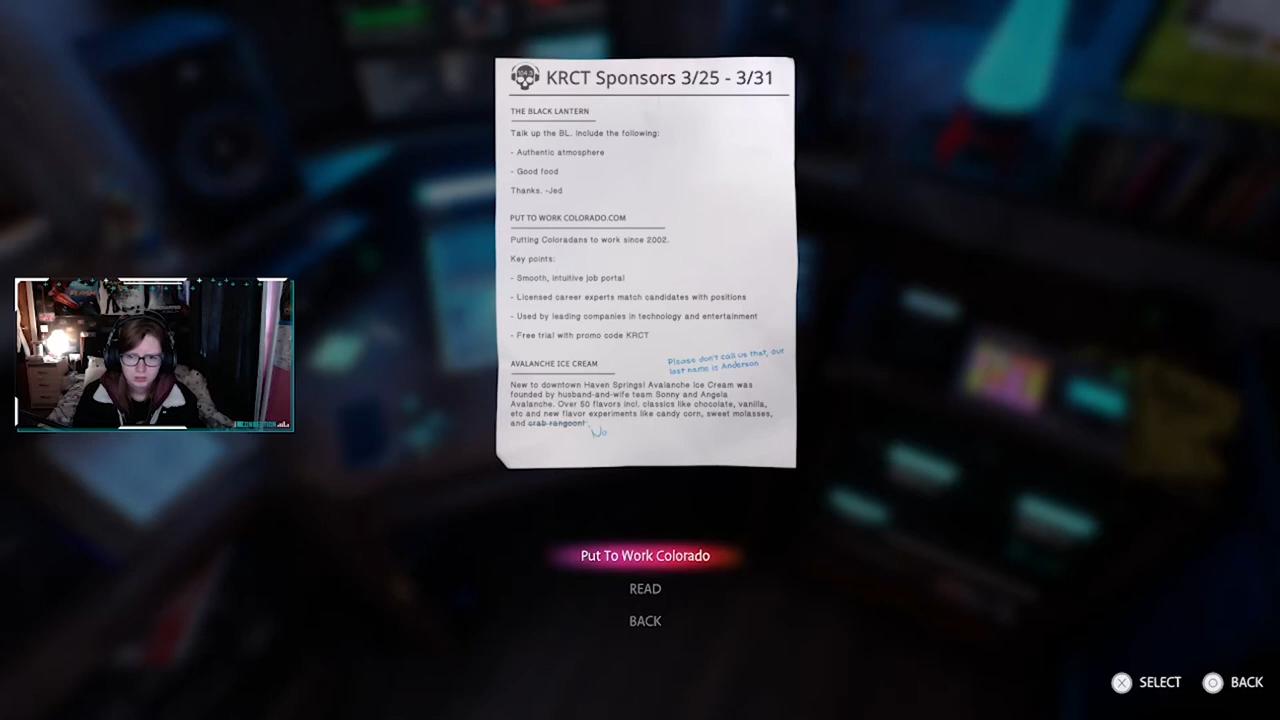 104.3
KRCT Sponsors 3/25 - 3/31
THE BLACK LANTERN
Talk up the BL. Include the following:
- Authentic atmosphere
- Good food
Thanks. -Jed
PUT TO WORK COLORADO.COM
Putting Coloradans to work since 2002.
Key points:
- Smooth, intuitive job portal
- Licensed career experts match candidates with positions
- Used by leading companies in technology and entertainment
- Free trial with promo code KRCT
AVALANCHE ICE CREAM
Please don't call us that, our
last name is Anderson
New to downtown Haven Springs! Avalanche Ice Cream was
founded by husband-and-wife team Sonny and Angela
Avalanche. Over 50 flavors incl. classics like chocolate, vanilla,
etc and new flavor experiments like candy corn, sweet molasses,
and crab rangoon!
No
Put To Work Colorado
READ
BACK
SELECT BACK